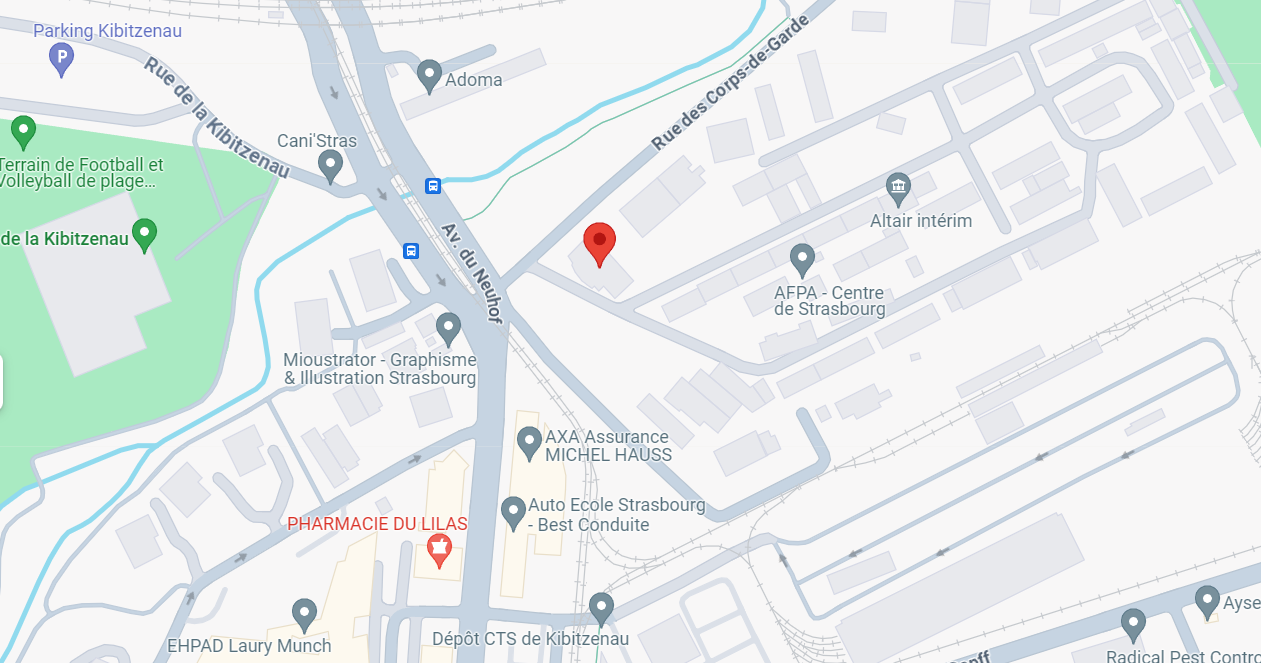 Parking Kibitzenau
P
Rue de la Kibitzenau
Adoma
Rue des Corps-de-Garde
Cani'Stras
Terrain de Football et
Volleyball de plage...
de la Kibitzenau
Av. du Neuhof
Altair intérim
AFPA - Centre
de Strasbourg
Mioustrator - Graphisme
& Illustration Strasbourg
AXA Assurance
MICHEL HAUSS
Auto Ecole Strasbourg
- Best Conduite
PHARMACIE DU LILAS
EHPAD Laury Munch
Dépôt CTS de Kibitzenau
Ayse
Radical Pest Contro